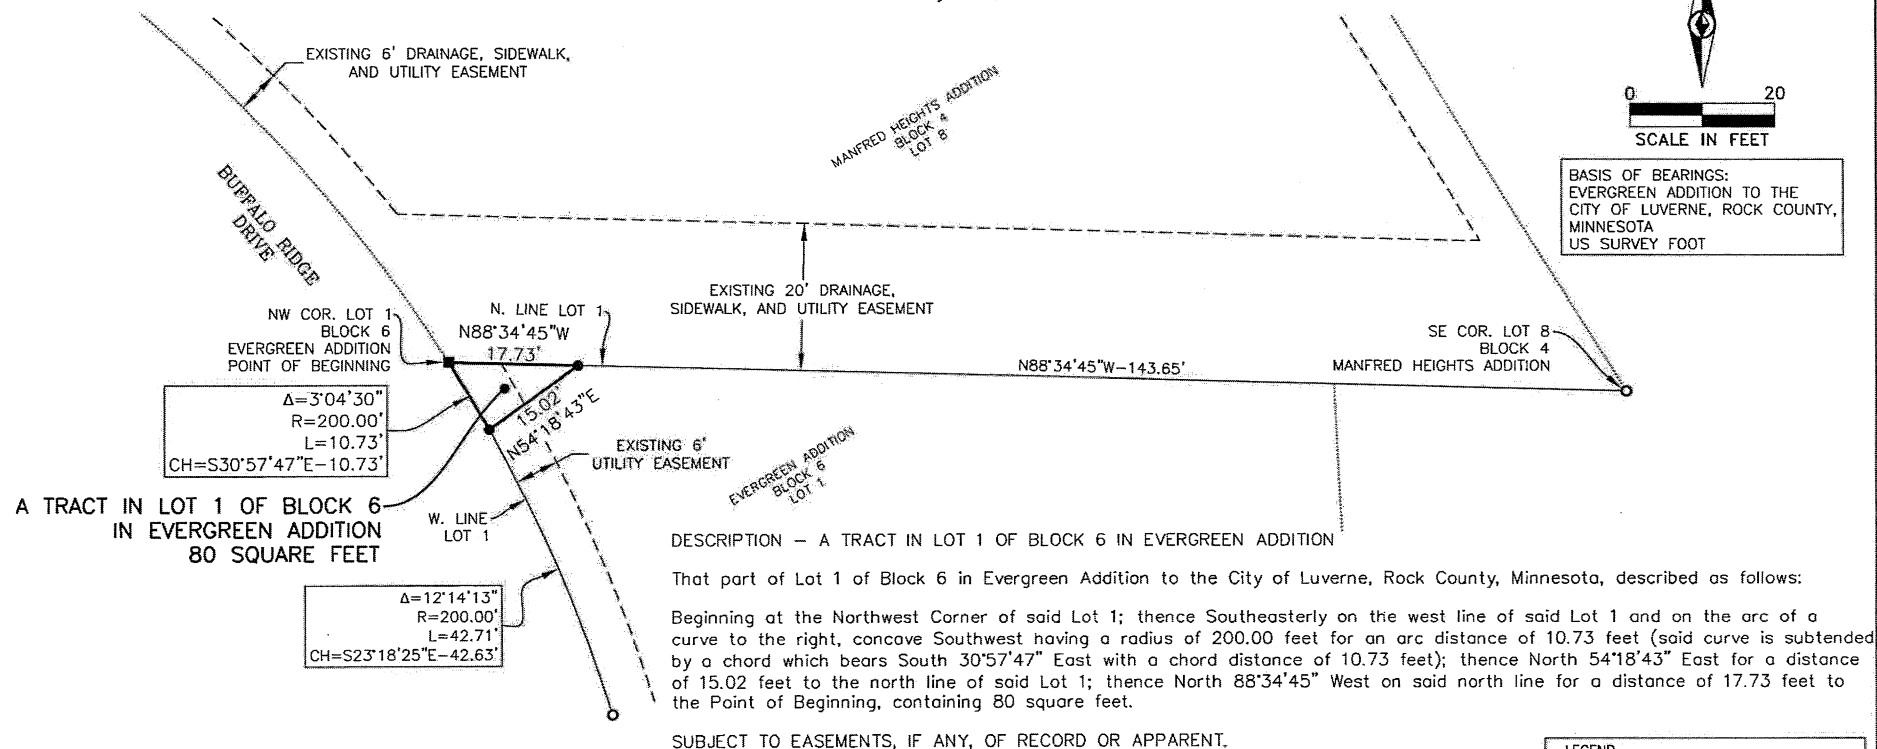 EXISTING 6' DRAINAGE, SIDEWALK,
AND UTILITY EASEMENT
MANFRED HEIGHTS ADDITION
BLOCK 4
LOT 8
0 20
SCALE IN FEET
BASIS OF BEARINGS:
EVERGREEN ADDITION TO THE
CITY OF LUVERNE, ROCK COUNTY,
MINNESOTA
US SURVEY FOOT
BUFFALO RIDGE
DRIVE
EXISTING 20' DRAINAGE,
SIDEWALK, AND UTILITY EASEMENT
NW COR. LOT 1
BLOCK 6
EVERGREEN ADDITION
POINT OF BEGINNING
N. LINE LOT 1
N88°34'45"W
17.73'
SE COR. LOT 8
BLOCK 4
MANFRED HEIGHTS ADDITION
N88°34'45"W-143.65'
Δ=3°04'30"
R=200.00'
L=10.73'
CH=S30°57'47"E-10.73'
15.02'
N54°18'43"E
EXISTING 6'
UTILITY EASEMENT
EVERGREEN ADDITION
BLOCK 6
LOT 1
A TRACT IN LOT 1 OF BLOCK 6
IN EVERGREEN ADDITION
80 SQUARE FEET
W. LINE
LOT 1
Δ=12°14'13"
R=200.00'
L=42.71'
CH=S23°18'25"E-42.63'
DESCRIPTION – A TRACT IN LOT 1 OF BLOCK 6 IN EVERGREEN ADDITION
That part of Lot 1 of Block 6 in Evergreen Addition to the City of Luverne, Rock County, Minnesota, described as follows:
Beginning at the Northwest Corner of said Lot 1; thence Southeasterly on the west line of said Lot 1 and on the arc of a
curve to the right, concave Southwest having a radius of 200.00 feet for an arc distance of 10.73 feet (said curve is subtended
by a chord which bears South 30°57'47" East with a chord distance of 10.73 feet); thence North 54°18'43" East for a distance
of 15.02 feet to the north line of said Lot 1; thence North 88°34'45" West on said north line for a distance of 17.73 feet to
the Point of Beginning, containing 80 square feet.
SUBJECT TO EASEMENTS, IF ANY, OF RECORD OR APPARENT.
LEGEND